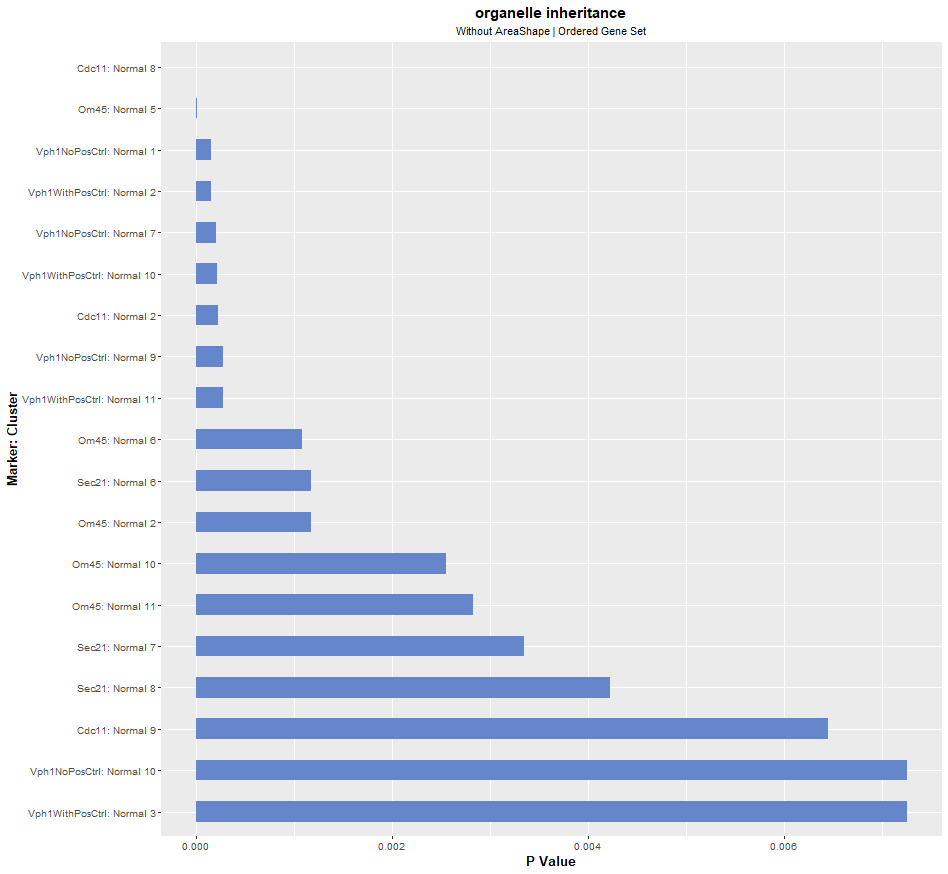 organelle inheritance
Without AreaShape | Ordered Gene Set
Marker: Cluster
Cdc11: Normal 8
Om45: Normal 5
Vph1NoPosCtrl: Normal 1
Vph1WithPosCtrl: Normal 2
Vph1NoPosCtrl: Normal 7
Vph1WithPosCtrl: Normal 10
Cdc11: Normal 2
Vph1NoPosCtrl: Normal 9
Vph1WithPosCtrl: Normal 11
Om45: Normal 6
Sec21: Normal 6
Om45: Normal 2
Om45: Normal 10
Om45: Normal 11
Sec21: Normal 7
Sec21: Normal 8
Cdc11: Normal 9
Vph1NoPosCtrl: Normal 10
Vph1WithPosCtrl: Normal 3
0.000 0.002 0.004 0.006
P Value